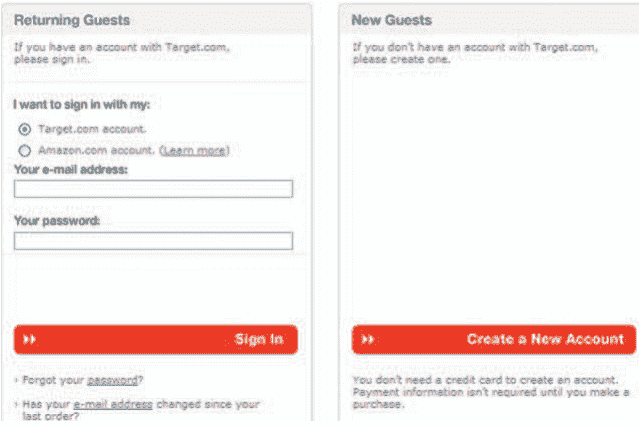 Returning Guests
If you have an account with Target.com,
please sign in.
I want to sign in with my:
Target.com account.
Amazon.com account. (Learn more)
Your e-mail address:
Your password:
Sign In
Forgot your password?
Has your e-mail address changed since your
last order?
New Guests
If you don't have an account with Target.com,
please create one.
Create a New Account
You don't need a credit card to create an account.
Payment information isn't required until you make a
purchase.